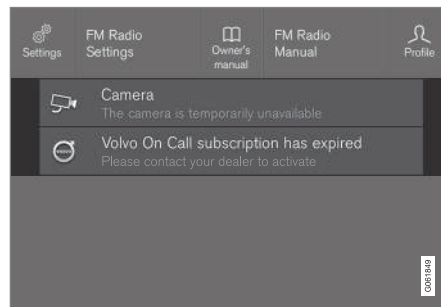 Settings
FM Radio
Settings
Owner's
manual
FM Radio
Manual
Profile
Camera
The camera is temporarily unavailable
Volvo On Call subscription has expired
Please contact your dealer to activate
G061849